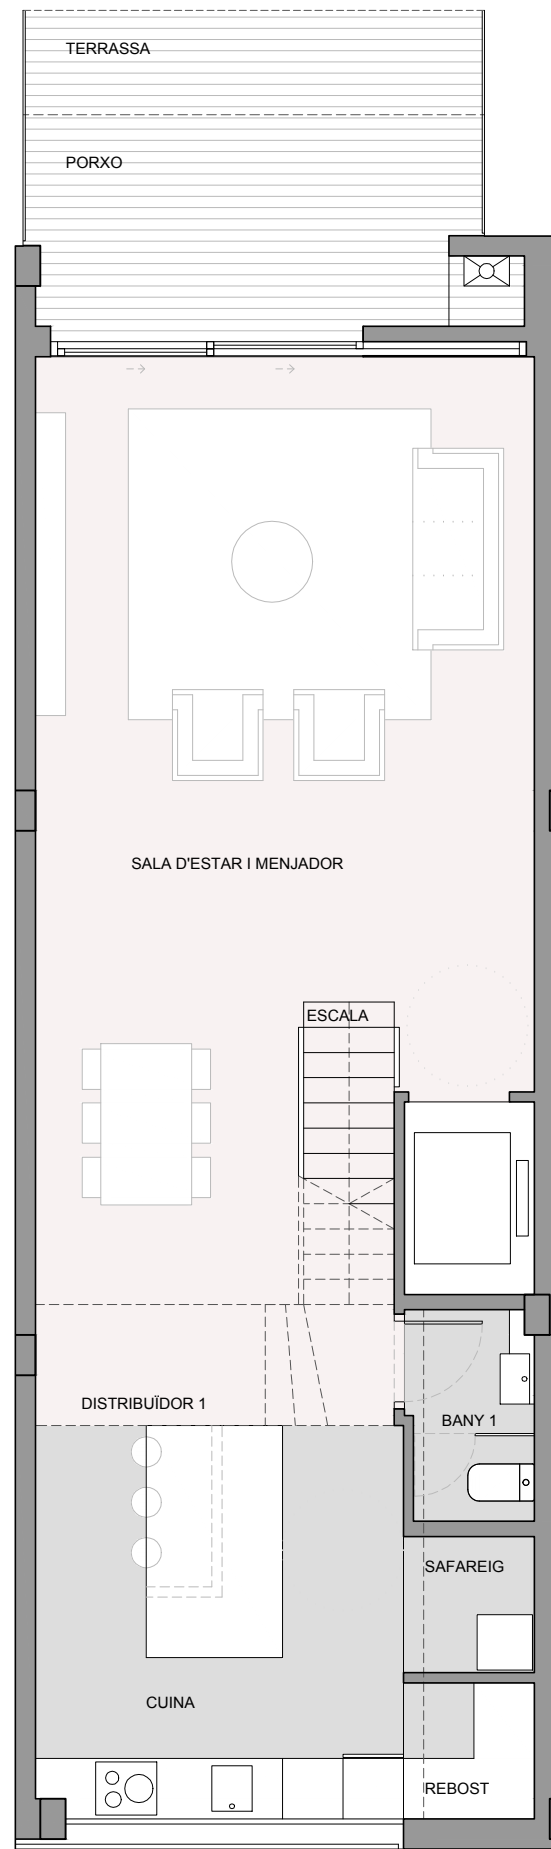 TERRASSA
PORXO
SALA D'ESTAR I MENJADOR
ESCALA
DISTRIBUÏDOR 1
BANY 1
SAFAREIG
CUINA
REBOST